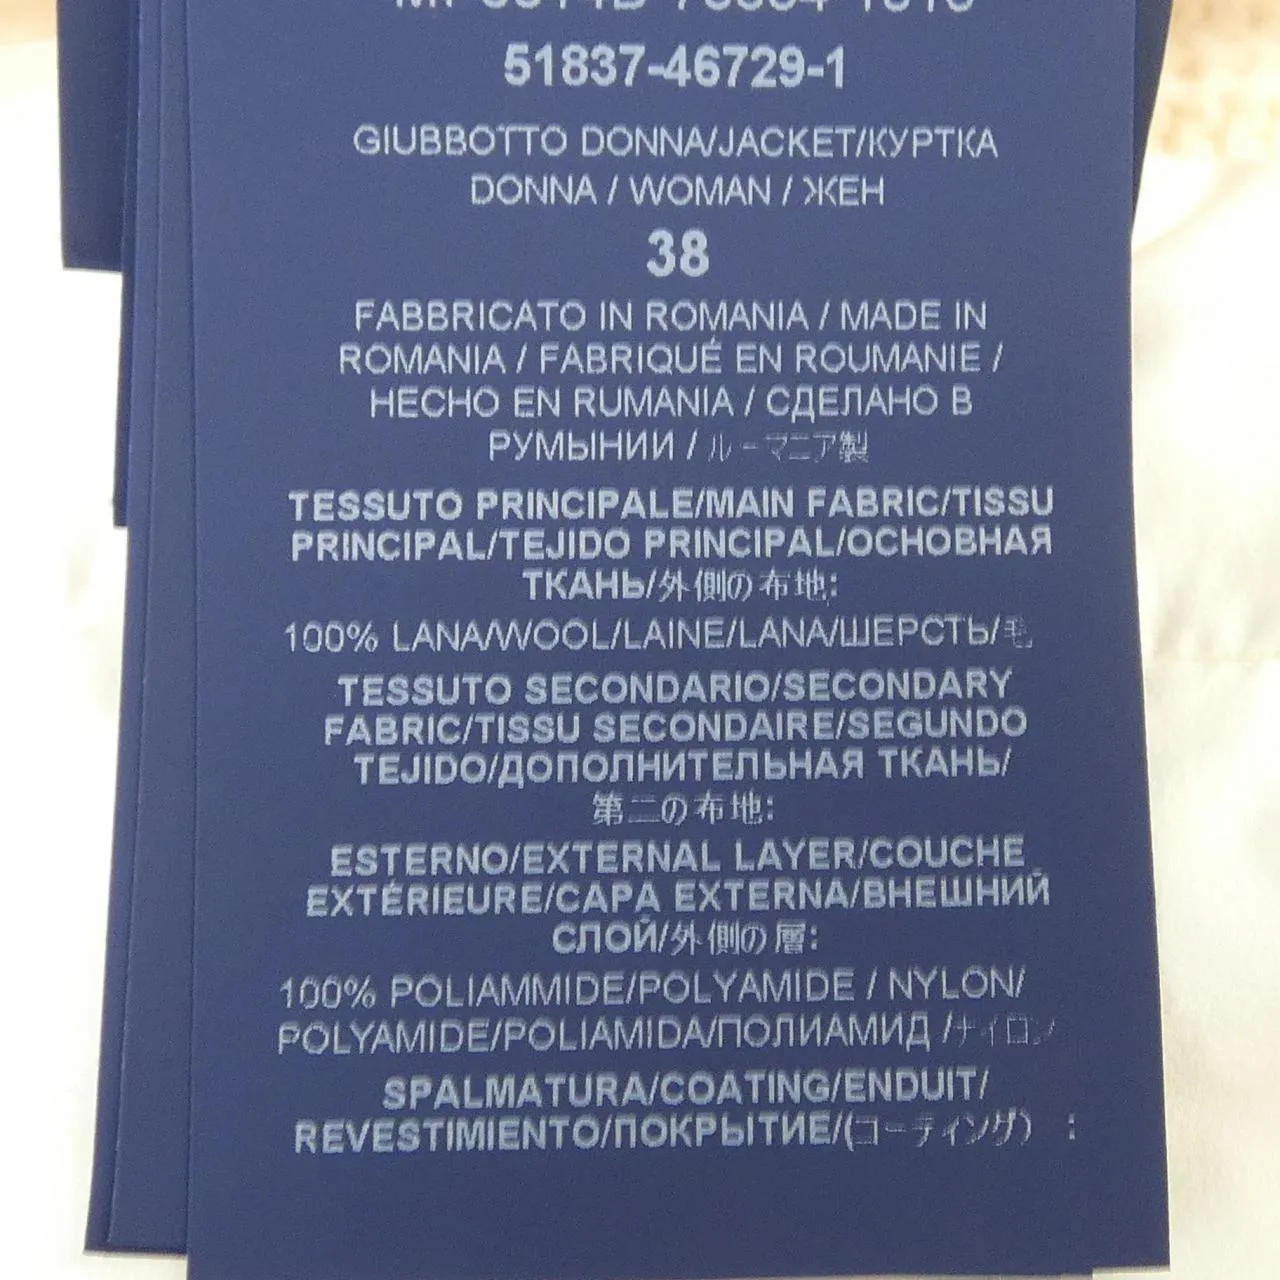 51837-46729-1
GIUBBOTTO DONNA/JACKET/КУРТКА
DONNA / WOMAN / ЖЕН
38
FABBRICATO IN ROMANIA / MADE IN
ROMANIA / FABRIQUÉ EN ROUMANIE /
HECHO EN RUMANIA / СДЕЛАНО В
РУМЫНИИ / ルーマニア製
TESSUTO PRINCIPALE/MAIN FABRIC/TISSU
PRINCIPAL/TEJIDO PRINCIPAL/ОСНОВНАЯ
ТКАНЬ/外側の布地:
100% LANA/WOOL/LAINE/LANA/ШЕРСТЬ/毛
TESSUTO SECONDARIO/SECONDARY
FABRIC/TISSU SECONDAIRE/SEGUNDO
TEJIDO/ДОПОЛНИТЕЛЬНАЯ ТКАНЬ/
第二の布地:
ESTERNO/EXTERNAL LAYER/COUCHE
EXTÉRIEURE/CAPA EXTERNA/ВНЕШНИЙ
СЛОЙ/外側の層:
100% POLIAMMIDE/POLYAMIDE / NYLON/
POLYAMIDE/POLIAMIDA/ПОЛИАМИД /ナイロン
SPALMATURA/COATING/ENDUIT/
REVESTIMIENTO/ПОКРЫТИЕ/(コーティング) :